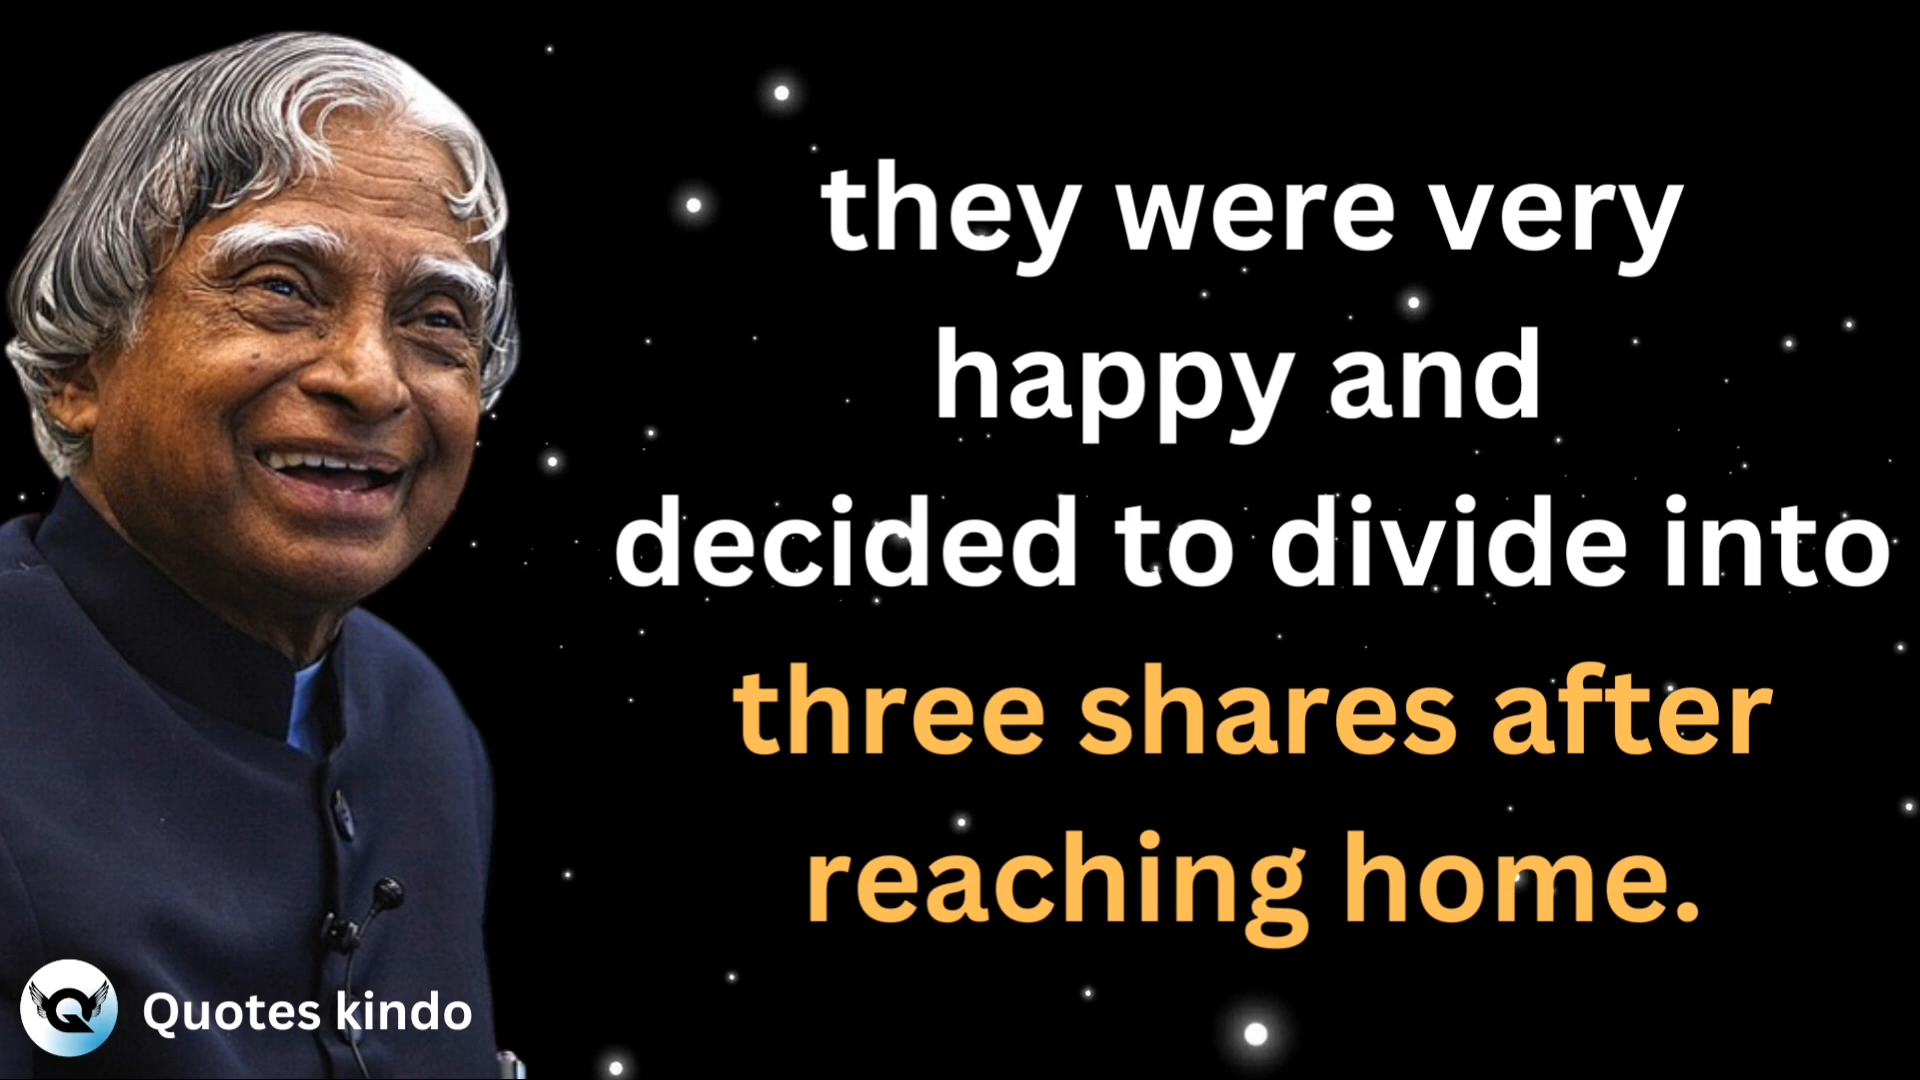 they were very
happy and
decided to divide into
three shares after
reaching home.
Quotes kindo